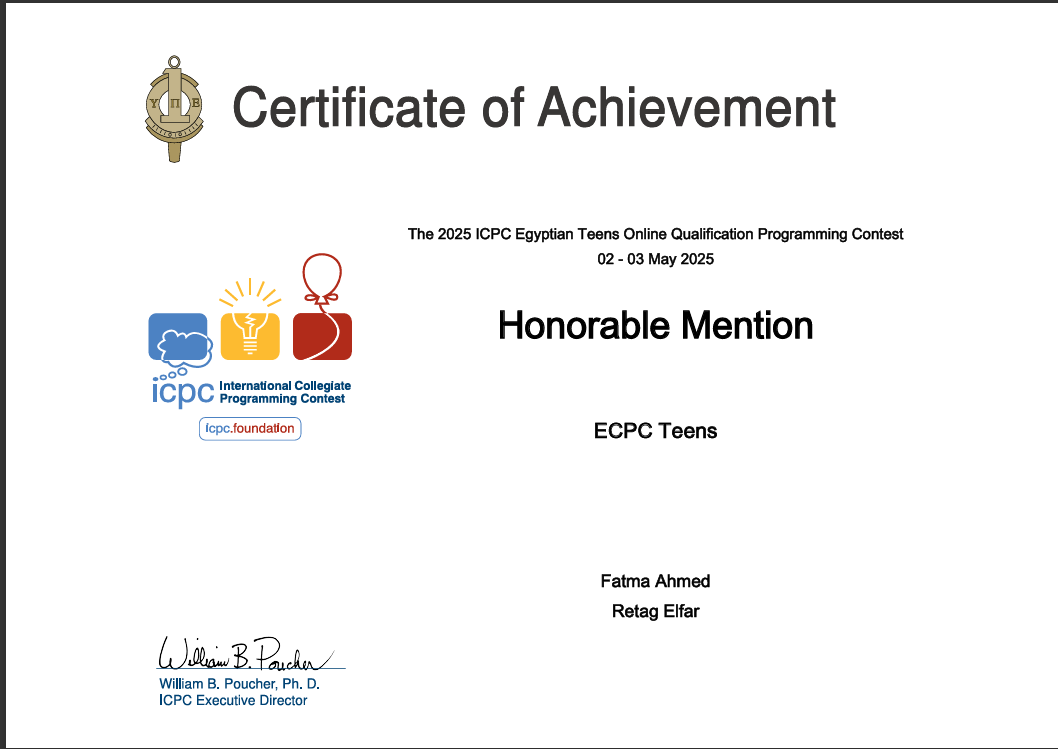 Υ Π Β
Certificate of Achievement
The 2025 ICPC Egyptian Teens Online Qualification Programming Contest
02 - 03 May 2025
Honorable Mention
icpc International Collegiate
Programming Contest
icpc.foundation
ECPC Teens
Fatma Ahmed
Retag Elfar
William B. Poucher
William B. Poucher, Ph. D.
ICPC Executive Director